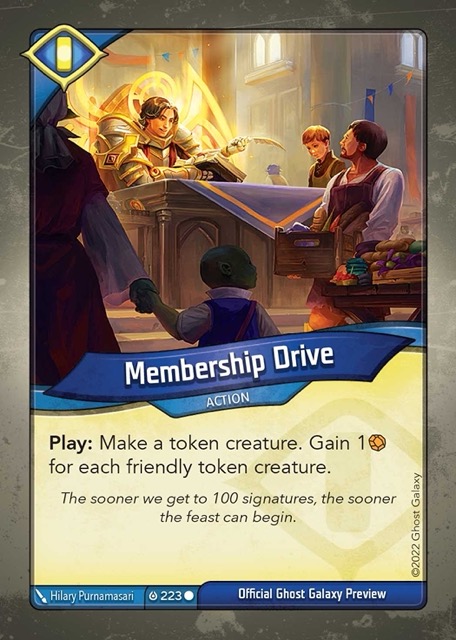 Membership Drive
ACTION
Play: Make a token creature. Gain 1
for each friendly token creature.
The sooner we get to 100 signatures, the sooner
the feast can begin.
©2022 Ghost Galaxy
Hilary Purnamasari
223
Official Ghost Galaxy Preview